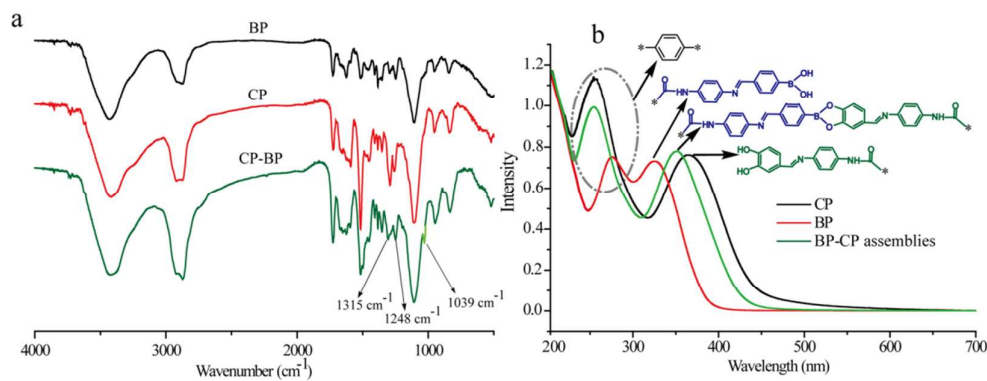 a
BP
CP
CP-BP
1315 cm-1
1248 cm-1
1039 cm-1
4000 3000 2000 1000
Wavenumber (cm-1)
b
Intensity
1.2
1.0
0.8
0.6
0.4
0.2
0.0
200 300 400 500 600 700
Wavelength (nm)
* *
O
* NH N B OH
OH
O
* NH N B O
O N NH O
*
HO
HO N NH O
*
CP
BP
BP-CP assemblies